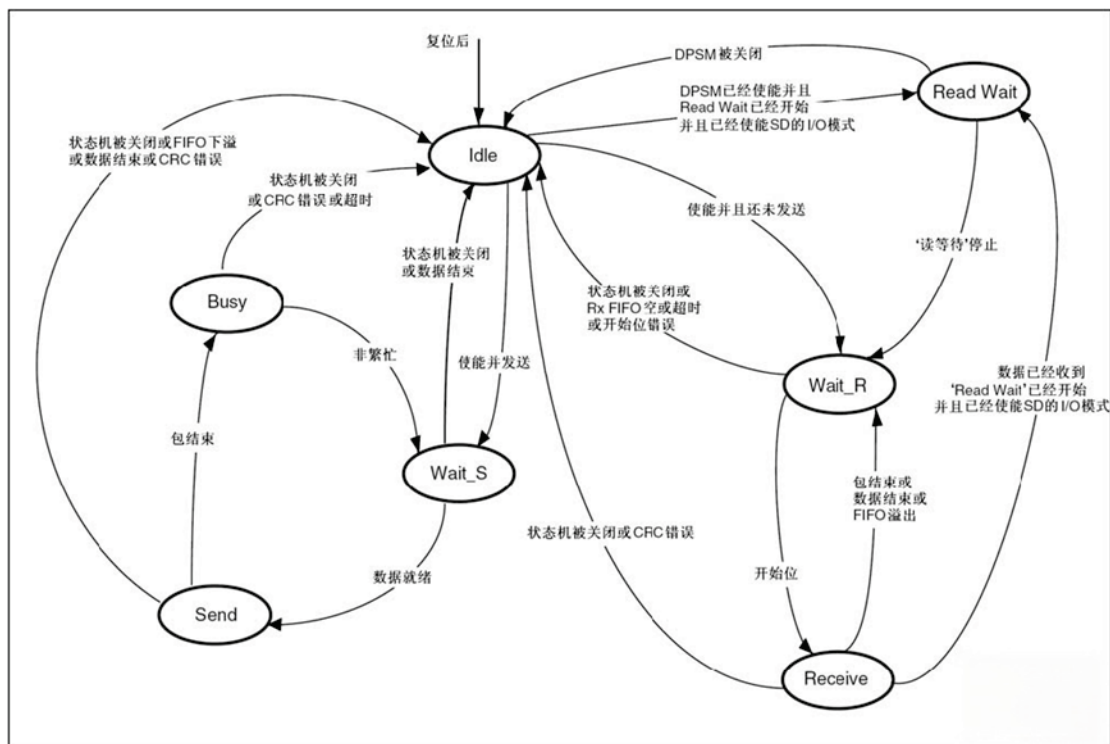 复位后
DPSM被关闭
Read Wait
DPSM已经使能并且
Read Wait已经开始
并且已经使能SD的I/O模式
状态机被关闭或FIFO下溢
或数据结束或CRC错误
Idle
状态机被关闭
或CRC错误或超时
使能并且还未发送
‘读等待’停止
状态机被关闭
或数据结束
状态机被关闭或
Rx FIFO空或超时
或开始位错误
Busy
非繁忙
使能并发送
Wait_R
数据已经收到
‘Read Wait’已经开始
并且已经使能SD的I/O模式
包结束
Wait_S
包结束或
数据结束或
FIFO溢出
状态机被关闭或CRC错误
数据就绪
开始位
Send
Receive